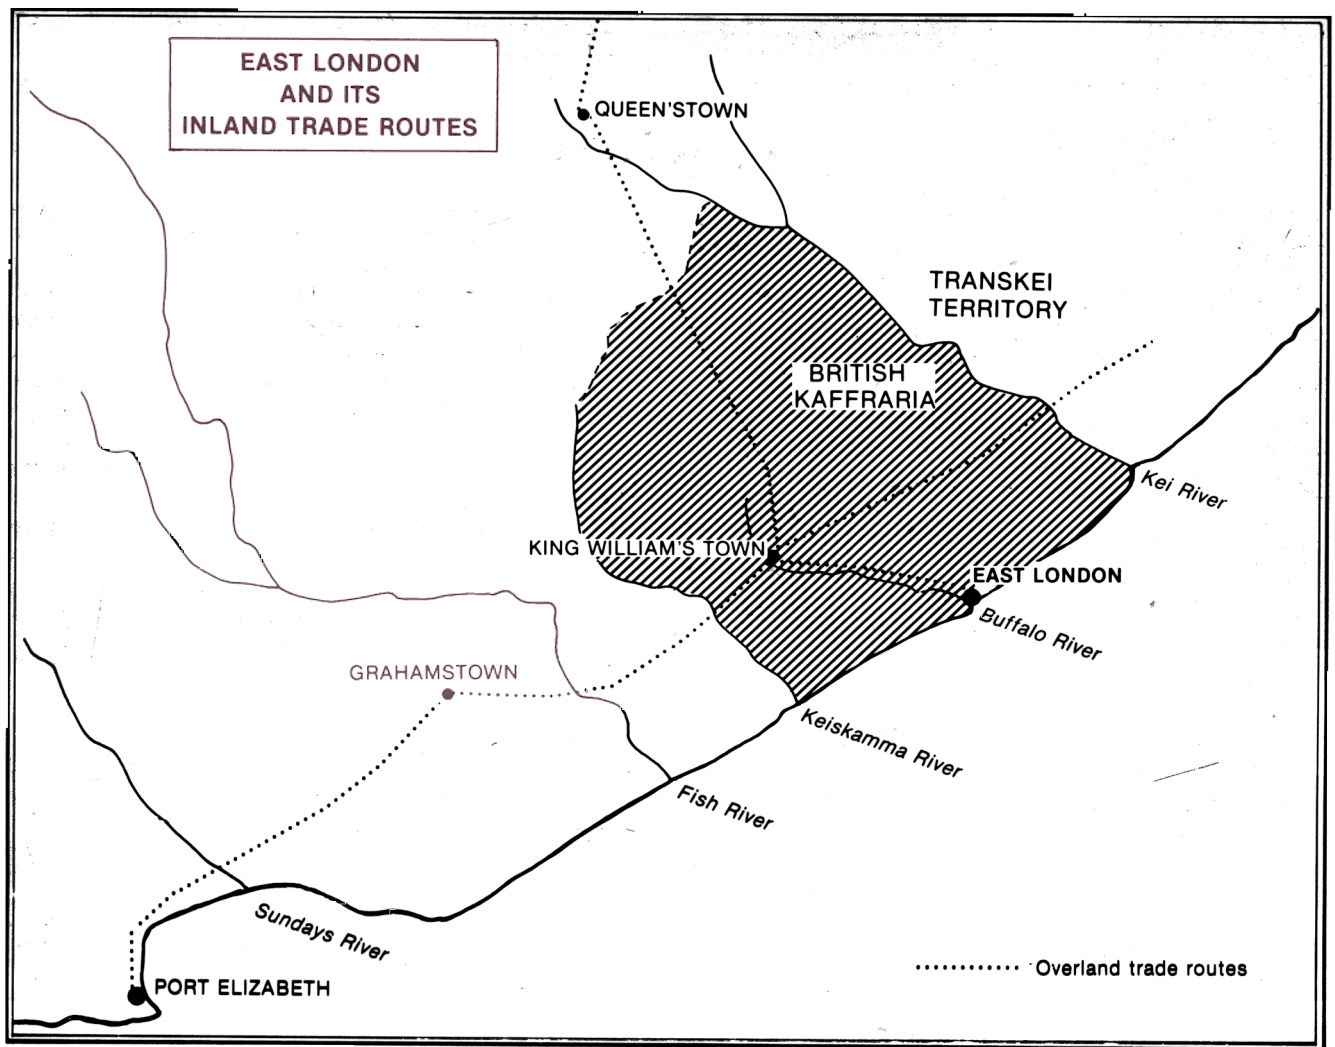 EAST LONDON
AND ITS
INLAND TRADE ROUTES
QUEEN'STOWN
TRANSKEI
TERRITORY
BRITISH
KAFFRARIA
Kei River
KING WILLIAM'S TOWN
EAST LONDON
Buffalo River
GRAHAMSTOWN
Keiskamma River
Fish River
Sundays River
Overland trade routes
PORT ELIZABETH